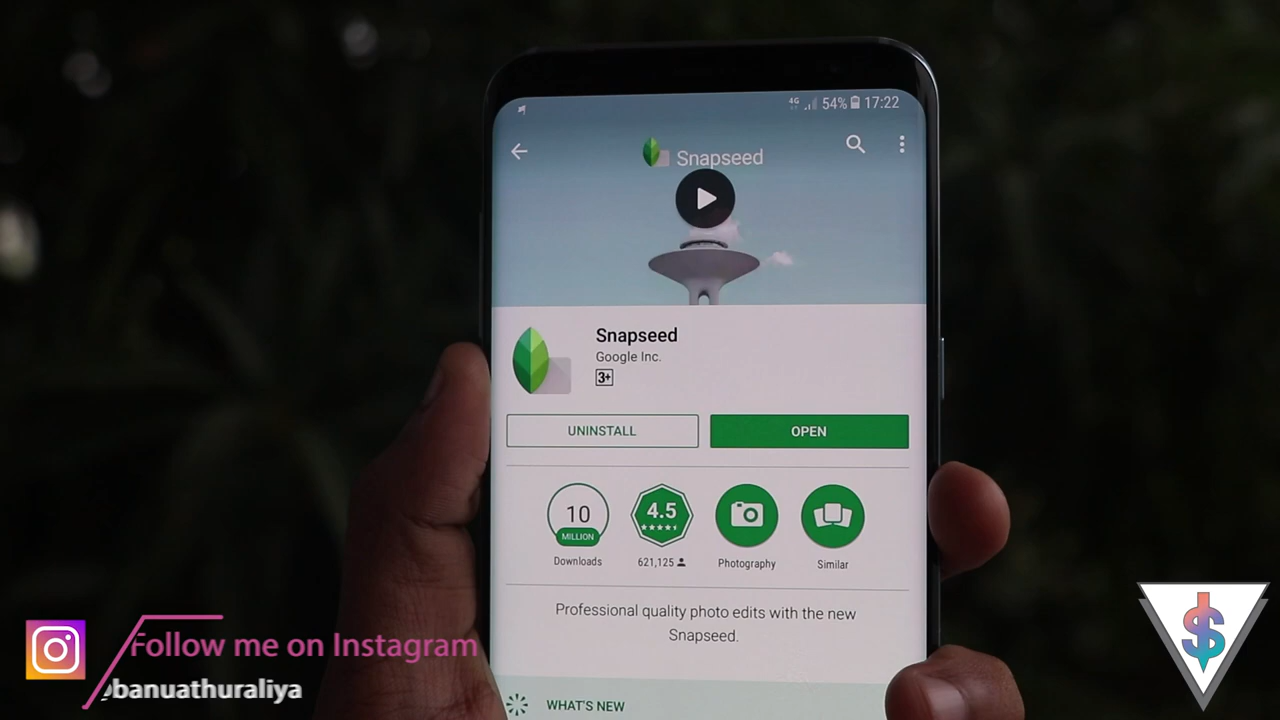 4G 54% 17:22
Snapseed
Snapseed
Google Inc.
3+
UNINSTALL OPEN
10 MILLION
4.5
Downloads 621,125 Photography Similar
Professional quality photo edits with the new
Snapseed.
WHAT'S NEW
Follow me on Instagram
banuathuraliya
$